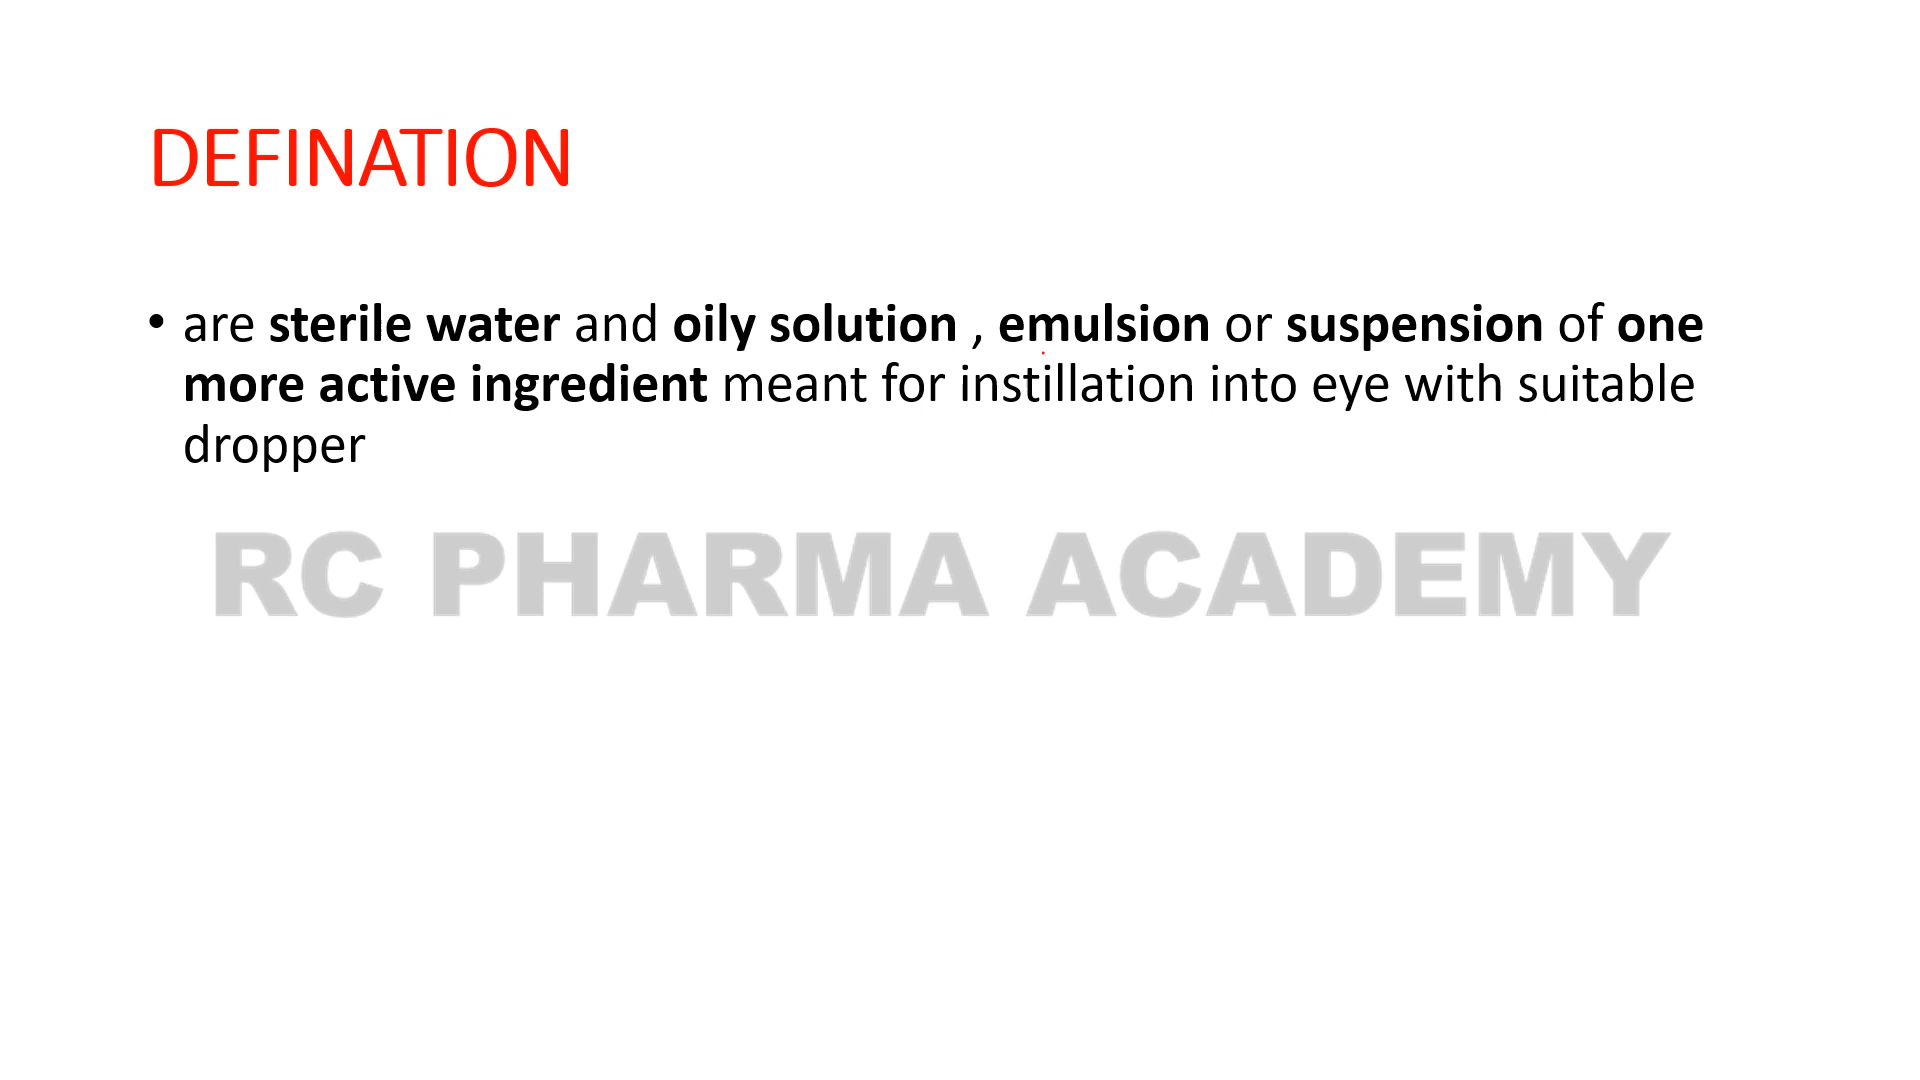 DEFINATION
• are sterile water and oily solution , emulsion or suspension of one
more active ingredient meant for instillation into eye with suitable
dropper
RC PHARMA ACADEMY